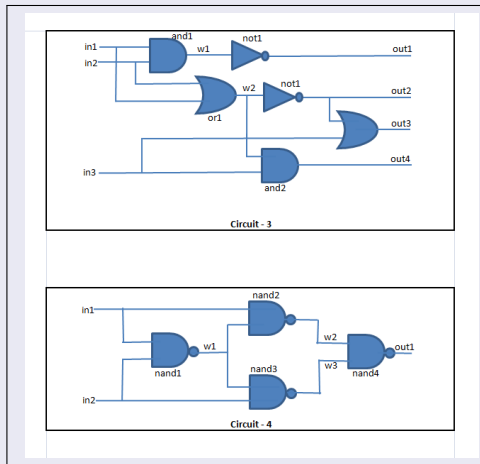 and1
not1
in1
w1
out1
in2
w2
not1
out2
or1
out3
out4
in3
and2
Circuit - 3
nand2
in1
w2
w1
out1
nand1
nand3
w3
nand4
in2
Circuit - 4